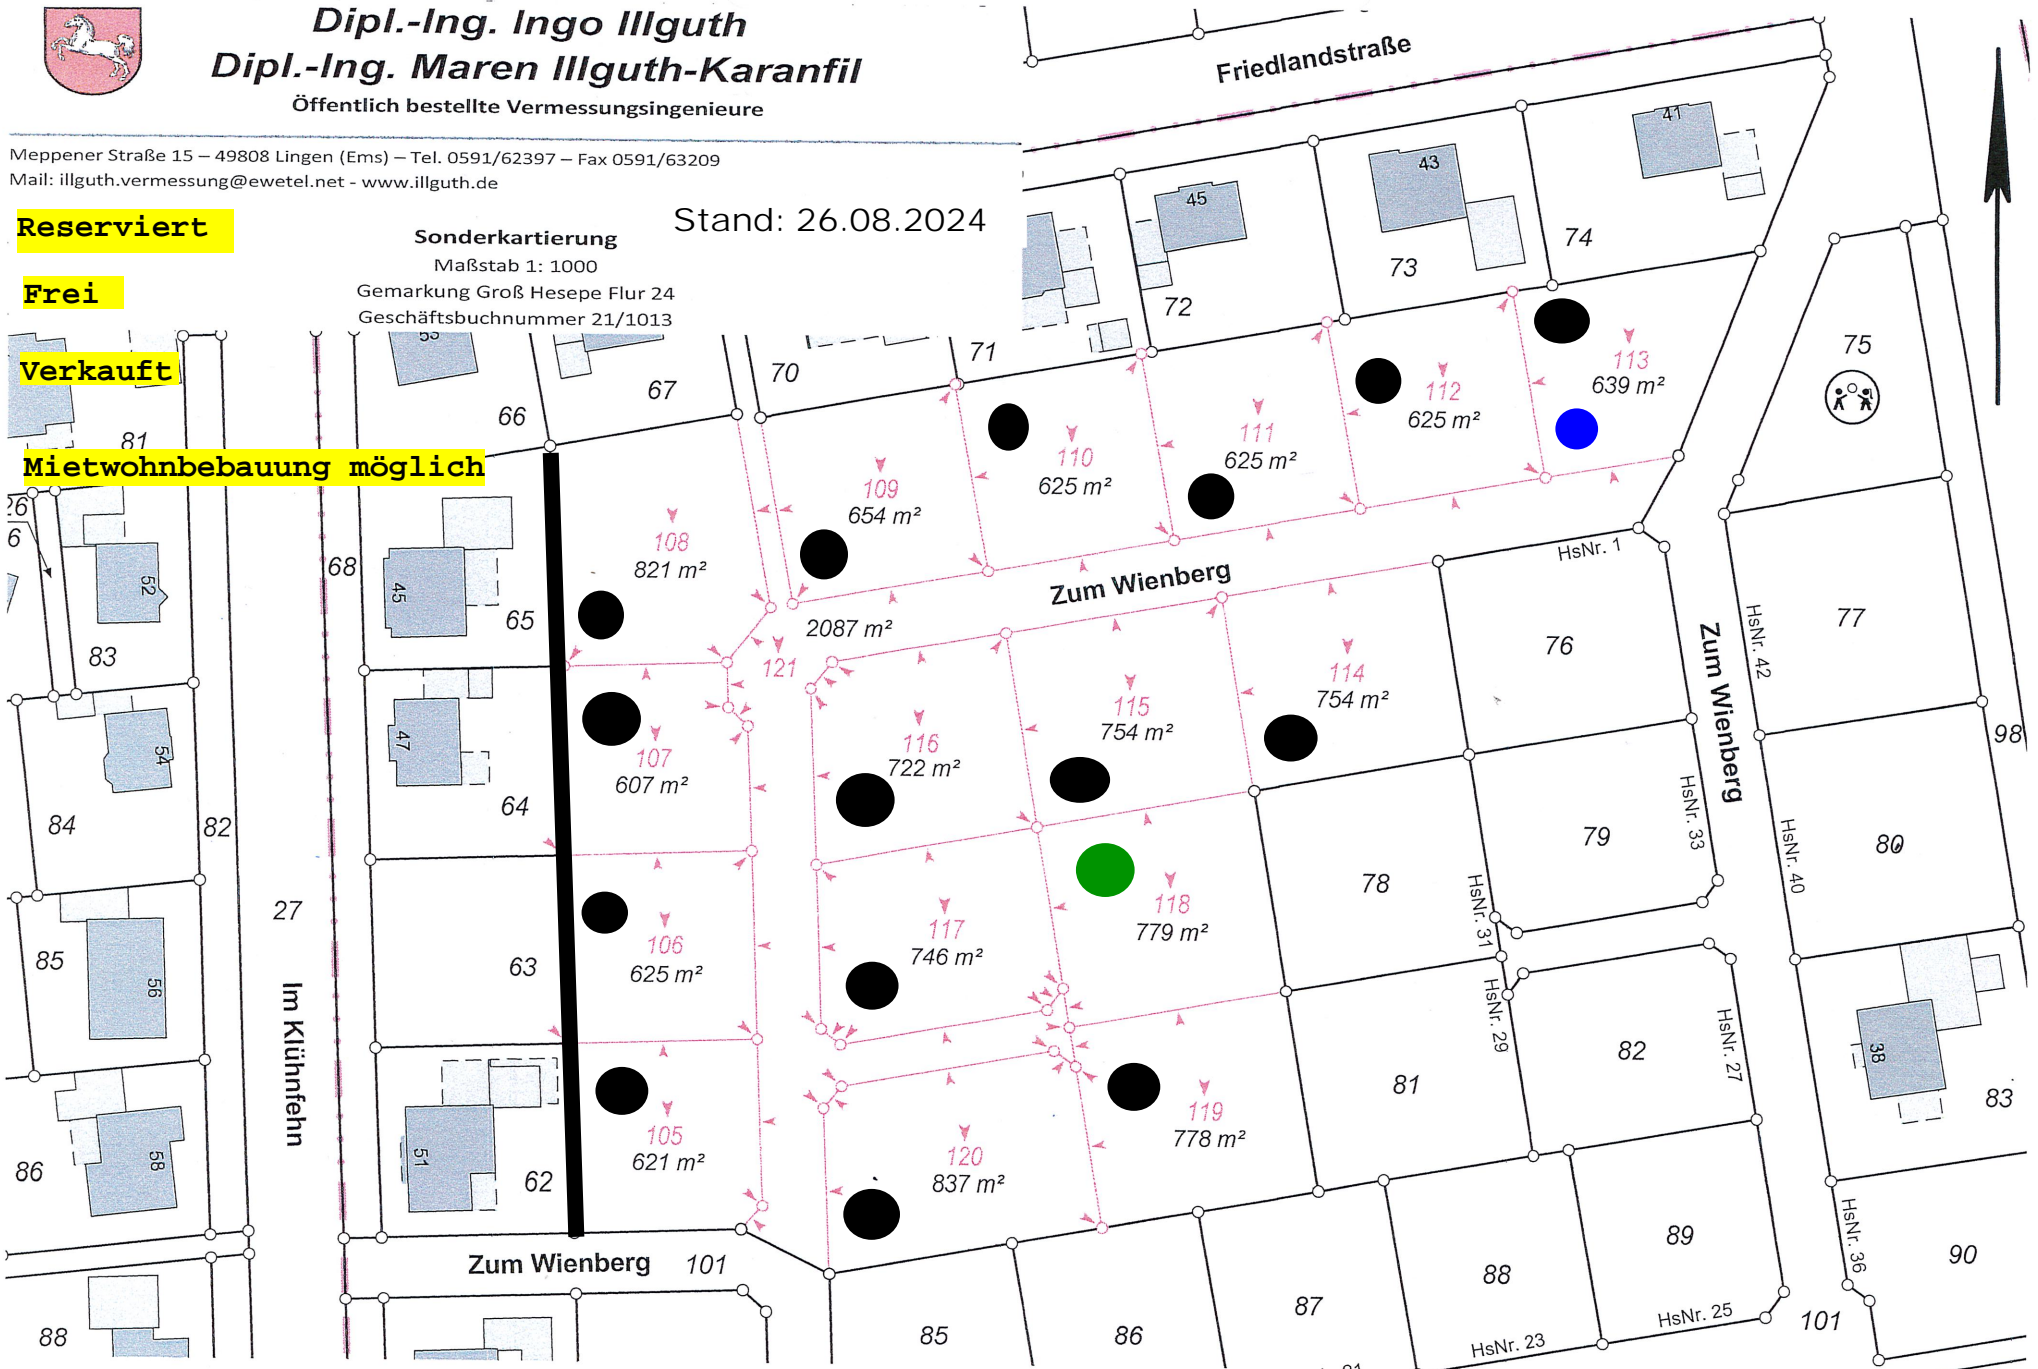 Dipl.-Ing. Ingo Illguth
Dipl.-Ing. Maren Illguth-Karanfil
Öffentlich bestellte Vermessungsingenieure
Meppener Straße 15 – 49808 Lingen (Ems) – Tel. 0591/62397 – Fax 0591/63209
Mail: illguth.vermessung@ewetel.net - www.illguth.de
Stand: 26.08.2024
Reserviert
Frei
Verkauft
Mietwohnbebauung möglich
Sonderkartierung
Maßstab 1: 1000
Gemarkung Groß Hesepe Flur 24
Geschäftsbuchnummer 21/1013
Friedlandstraße
41
43
45
74
73
72
71
70
67
66
53
75
81
113
639 m²
112
625 m²
111
625 m²
110
625 m²
109
654 m²
108
821 m²
26
6
52
68
45
65
83
HsNr. 1
Zum Wienberg
2087 m²
121
HsNr. 42
77
76
Zum Wienberg
114
754 m²
115
754 m²
116
722 m²
107
607 m²
47
64
54
84
82
98
HsNr. 33
79
HsNr. 40
80
78
HsNr. 31
118
779 m²
117
746 m²
106
625 m²
63
27
85
56
Im Klühnfehn
HsNr. 29
82
HsNr. 27
38
83
81
119
778 m²
120
837 m²
105
621 m²
51
62
58
86
HsNr. 36
90
89
88
87
86
85
Zum Wienberg
101
88
HsNr. 23
HsNr. 25
101